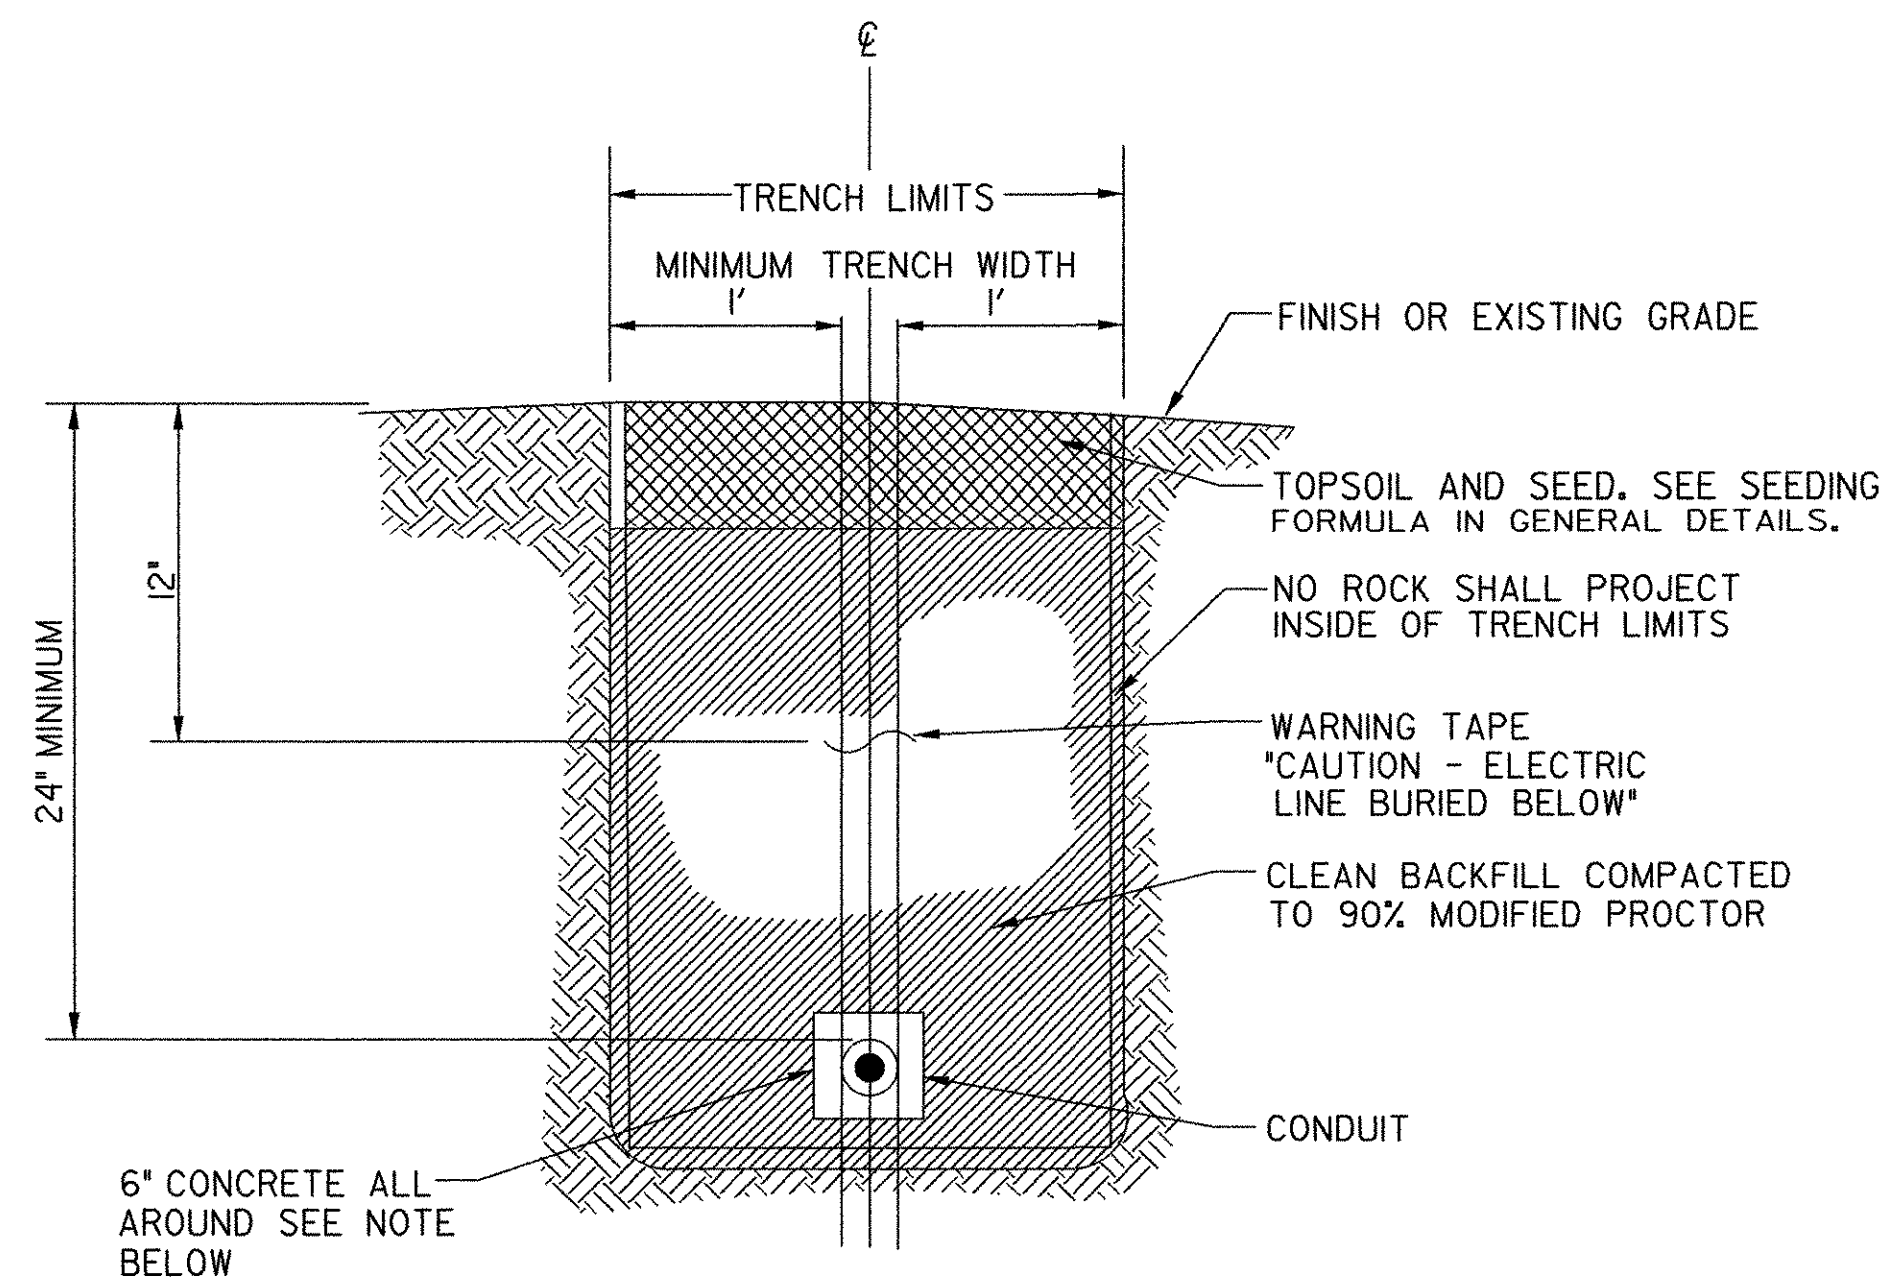 ℄
TRENCH LIMITS
MINIMUM TRENCH WIDTH
1' 1'
FINISH OR EXISTING GRADE
TOPSOIL AND SEED. SEE SEEDING
FORMULA IN GENERAL DETAILS.
12"
NO ROCK SHALL PROJECT
INSIDE OF TRENCH LIMITS
24" MINIMUM
WARNING TAPE
"CAUTION - ELECTRIC
LINE BURIED BELOW"
CLEAN BACKFILL COMPACTED
TO 90% MODIFIED PROCTOR
CONDUIT
6" CONCRETE ALL
AROUND SEE NOTE
BELOW